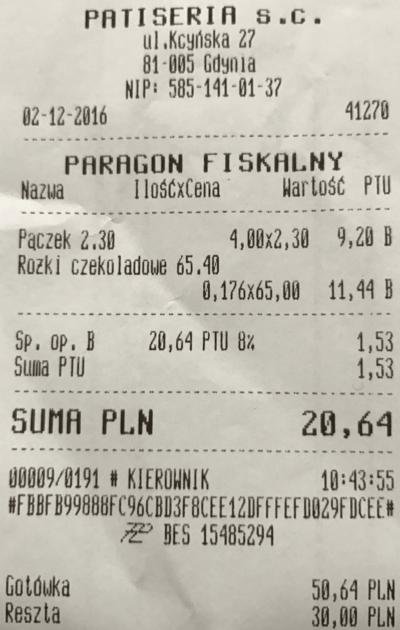 PATISERIA s.c.
ul.Kcyńska 27
81-005 Gdynia
NIP: 585-141-01-37
02-12-2016 41270
PARAGON FISKALNY
Nazwa IlośćxCena Wartość PTU
Pączek 2.30 4,00x2,30 9,20 B
Rożki czekoladowe 65.40
0,176x65,00 11,44 B
Sp. op. B 20,64 PTU 8% 1,53
Suma PTU 1,53
SUMA PLN 20,64
00009/0191 # KIEROWNIK 10:43:55
#FBBFB99888FC96CBD3F8CEE12DFFFEFD029FDCEE#
BES 15485294
Gotówka 50,64 PLN
Reszta 30,00 PLN